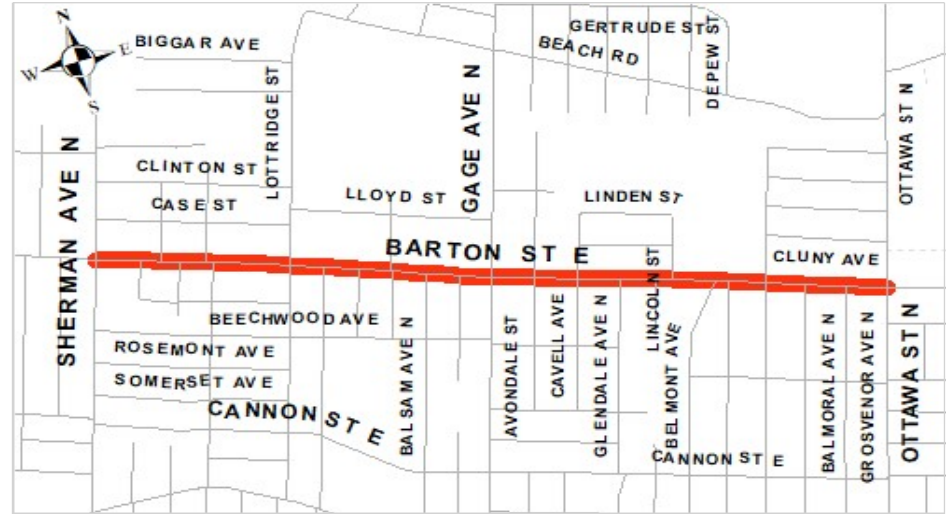 N
E
W
S
BIGGAR AVE
GERTRUDE ST
BEACH RD
DEPEW ST
LOTTRIDGE ST
GAGE AVE N
OTTAWA ST N
SHERMAN AVE N
CLINTON ST
CASE ST
LLOYD ST
LINDEN ST
BARTON ST E
CLUNY AVE
LINCOLN ST
BEECHWOOD AVE
ROSEMONT AVE
SOMERSET AVE
CANNON ST E
BALSAM AVE N
AVONDALE ST
CAVELL AVE
GLENDALE AVE N
BELMONT AVE
CANNON ST E
BALMORAL AVE N
GROSVENOR AVE N
OTTAWA ST N